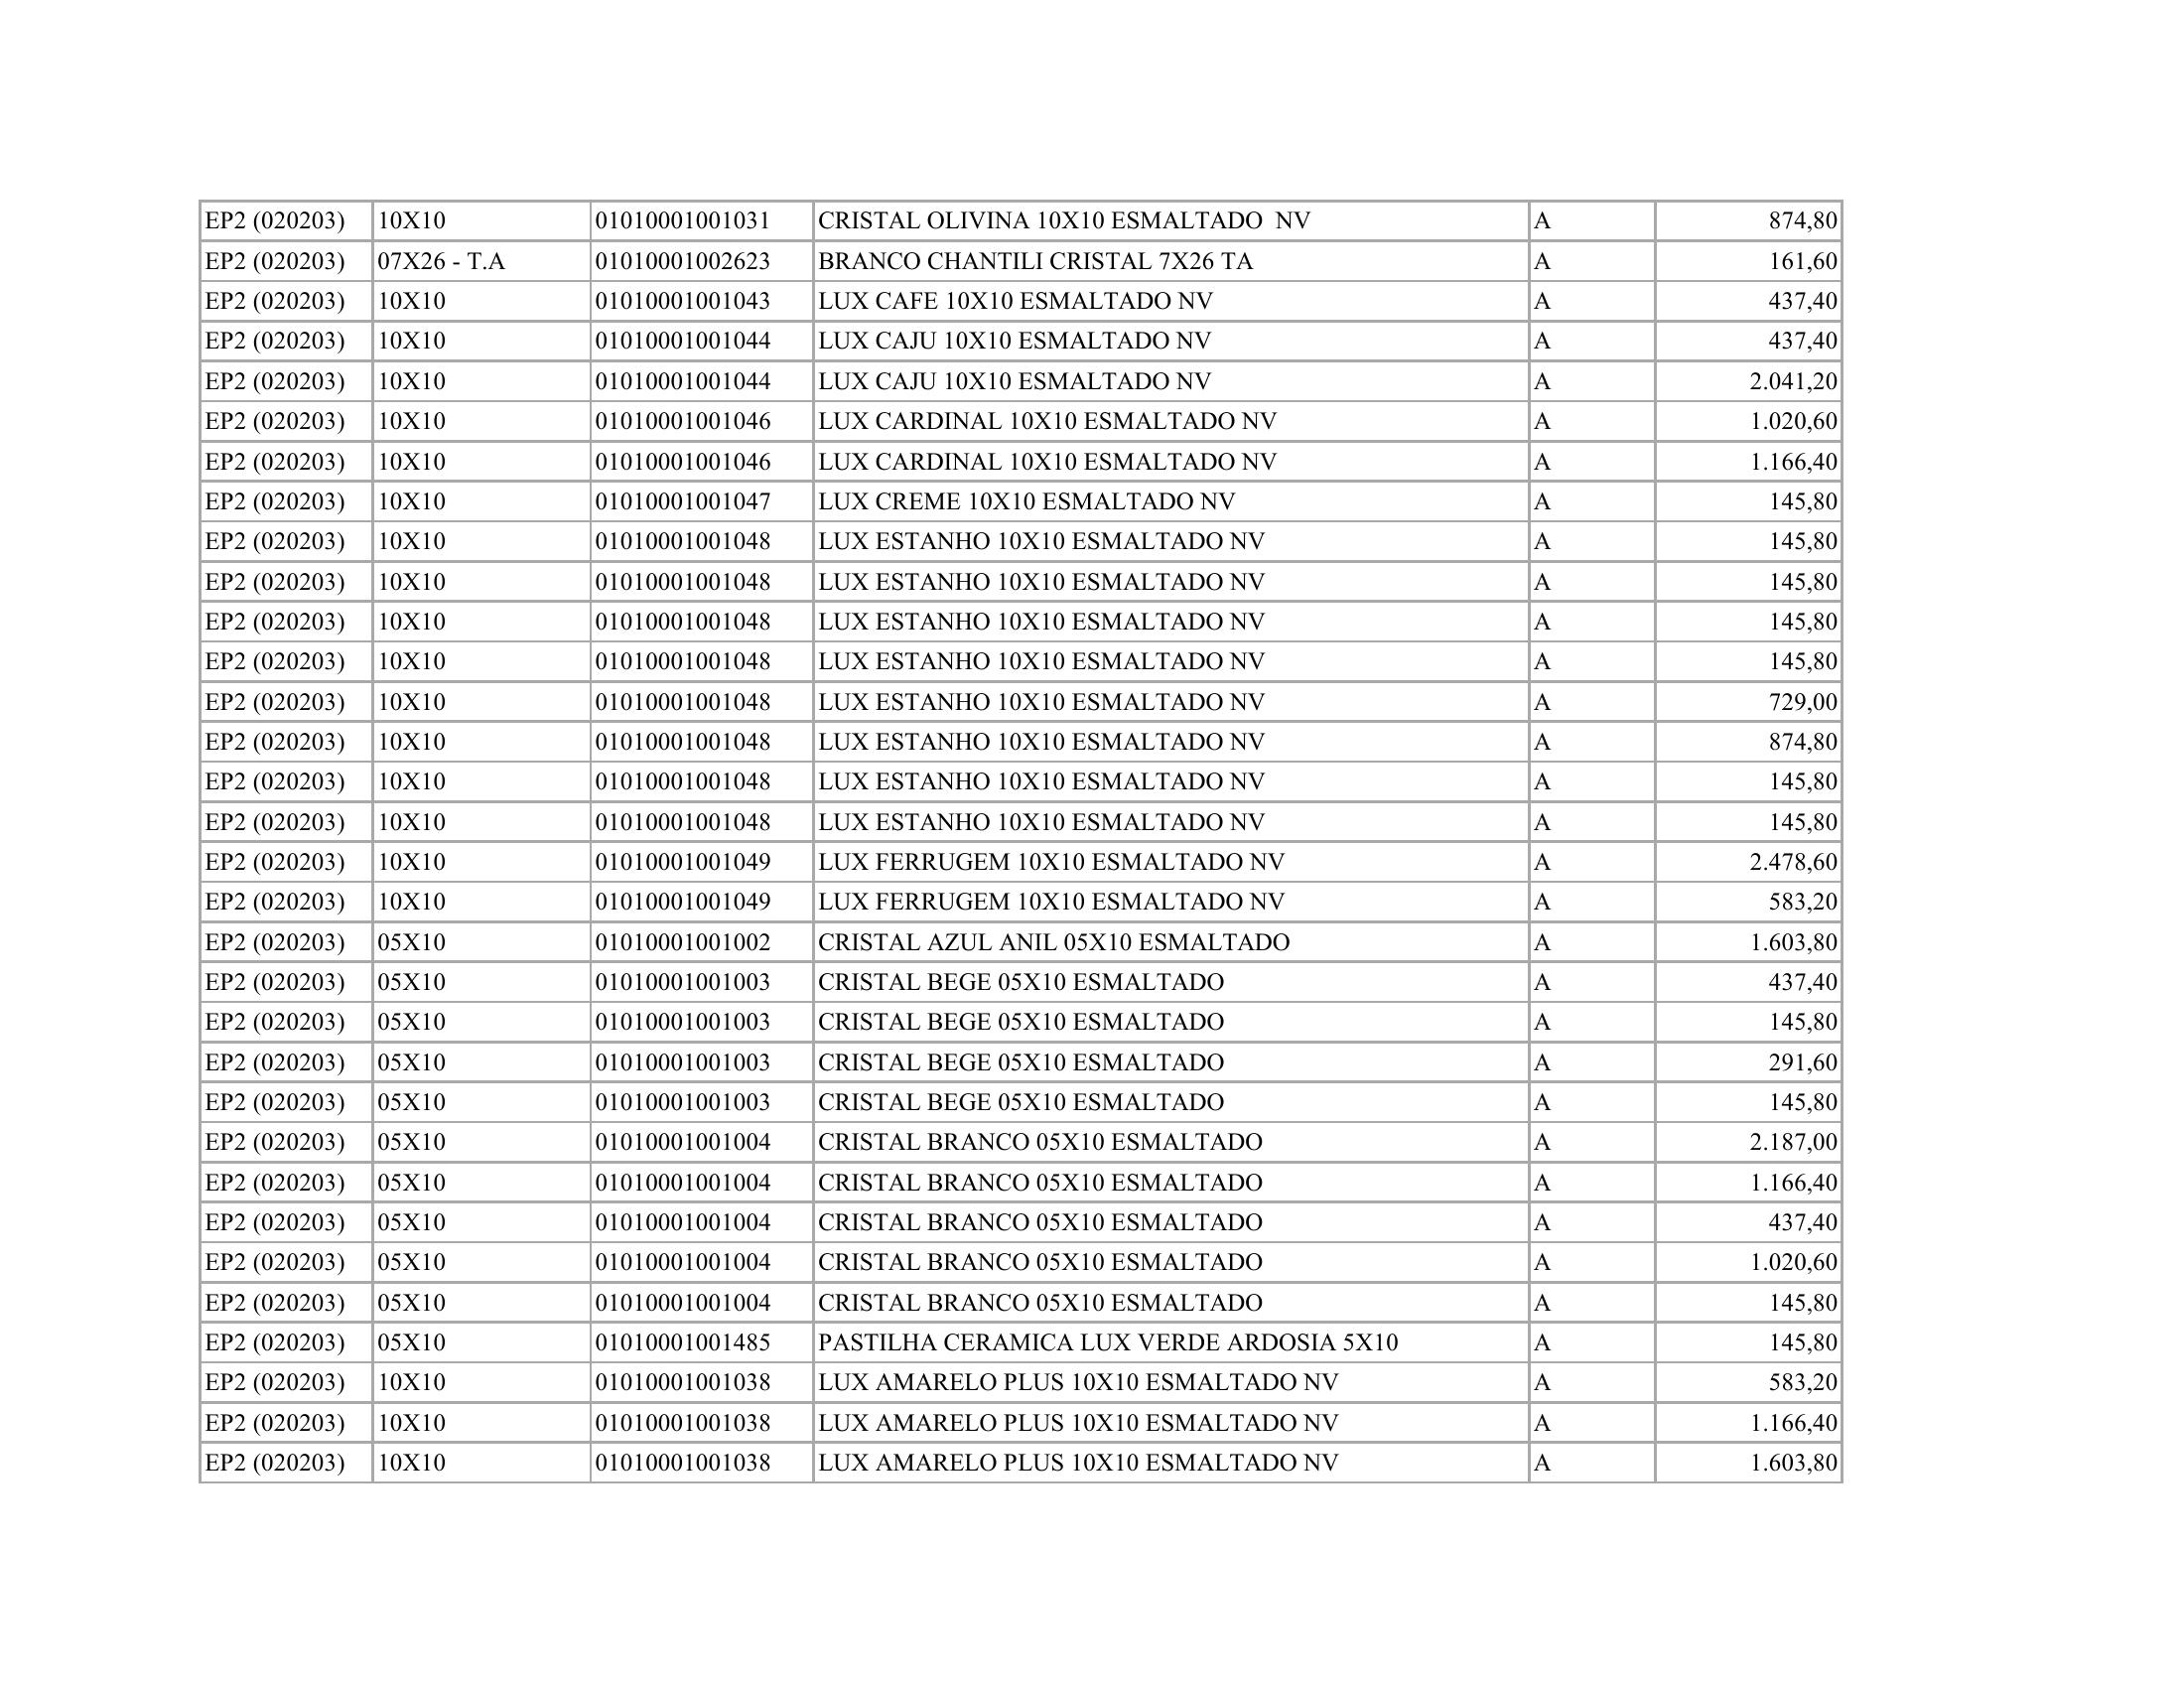 EP2 (020203) 10X10 01010001001031 CRISTAL OLIVINA 10X10 ESMALTADO  NV A 874,80
EP2 (020203) 07X26 - T.A 01010001002623 BRANCO CHANTILI CRISTAL 7X26 TA A 161,60
EP2 (020203) 10X10 01010001001043 LUX CAFE 10X10 ESMALTADO NV A 437,40
EP2 (020203) 10X10 01010001001044 LUX CAJU 10X10 ESMALTADO NV A 437,40
EP2 (020203) 10X10 01010001001044 LUX CAJU 10X10 ESMALTADO NV A 2.041,20
EP2 (020203) 10X10 01010001001046 LUX CARDINAL 10X10 ESMALTADO NV A 1.020,60
EP2 (020203) 10X10 01010001001046 LUX CARDINAL 10X10 ESMALTADO NV A 1.166,40
EP2 (020203) 10X10 01010001001047 LUX CREME 10X10 ESMALTADO NV A 145,80
EP2 (020203) 10X10 01010001001048 LUX ESTANHO 10X10 ESMALTADO NV A 145,80
EP2 (020203) 10X10 01010001001048 LUX ESTANHO 10X10 ESMALTADO NV A 145,80
EP2 (020203) 10X10 01010001001048 LUX ESTANHO 10X10 ESMALTADO NV A 145,80
EP2 (020203) 10X10 01010001001048 LUX ESTANHO 10X10 ESMALTADO NV A 145,80
EP2 (020203) 10X10 01010001001048 LUX ESTANHO 10X10 ESMALTADO NV A 729,00
EP2 (020203) 10X10 01010001001048 LUX ESTANHO 10X10 ESMALTADO NV A 874,80
EP2 (020203) 10X10 01010001001048 LUX ESTANHO 10X10 ESMALTADO NV A 145,80
EP2 (020203) 10X10 01010001001048 LUX ESTANHO 10X10 ESMALTADO NV A 145,80
EP2 (020203) 10X10 01010001001049 LUX FERRUGEM 10X10 ESMALTADO NV A 2.478,60
EP2 (020203) 10X10 01010001001049 LUX FERRUGEM 10X10 ESMALTADO NV A 583,20
EP2 (020203) 05X10 01010001001002 CRISTAL AZUL ANIL 05X10 ESMALTADO A 1.603,80
EP2 (020203) 05X10 01010001001003 CRISTAL BEGE 05X10 ESMALTADO A 437,40
EP2 (020203) 05X10 01010001001003 CRISTAL BEGE 05X10 ESMALTADO A 145,80
EP2 (020203) 05X10 01010001001003 CRISTAL BEGE 05X10 ESMALTADO A 291,60
EP2 (020203) 05X10 01010001001003 CRISTAL BEGE 05X10 ESMALTADO A 145,80
EP2 (020203) 05X10 01010001001004 CRISTAL BRANCO 05X10 ESMALTADO A 2.187,00
EP2 (020203) 05X10 01010001001004 CRISTAL BRANCO 05X10 ESMALTADO A 1.166,40
EP2 (020203) 05X10 01010001001004 CRISTAL BRANCO 05X10 ESMALTADO A 437,40
EP2 (020203) 05X10 01010001001004 CRISTAL BRANCO 05X10 ESMALTADO A 1.020,60
EP2 (020203) 05X10 01010001001004 CRISTAL BRANCO 05X10 ESMALTADO A 145,80
EP2 (020203) 05X10 01010001001485 PASTILHA CERAMICA LUX VERDE ARDOSIA 5X10 A 145,80
EP2 (020203) 10X10 01010001001038 LUX AMARELO PLUS 10X10 ESMALTADO NV A 583,20
EP2 (020203) 10X10 01010001001038 LUX AMARELO PLUS 10X10 ESMALTADO NV A 1.166,40
EP2 (020203) 10X10 01010001001038 LUX AMARELO PLUS 10X10 ESMALTADO NV A 1.603,80